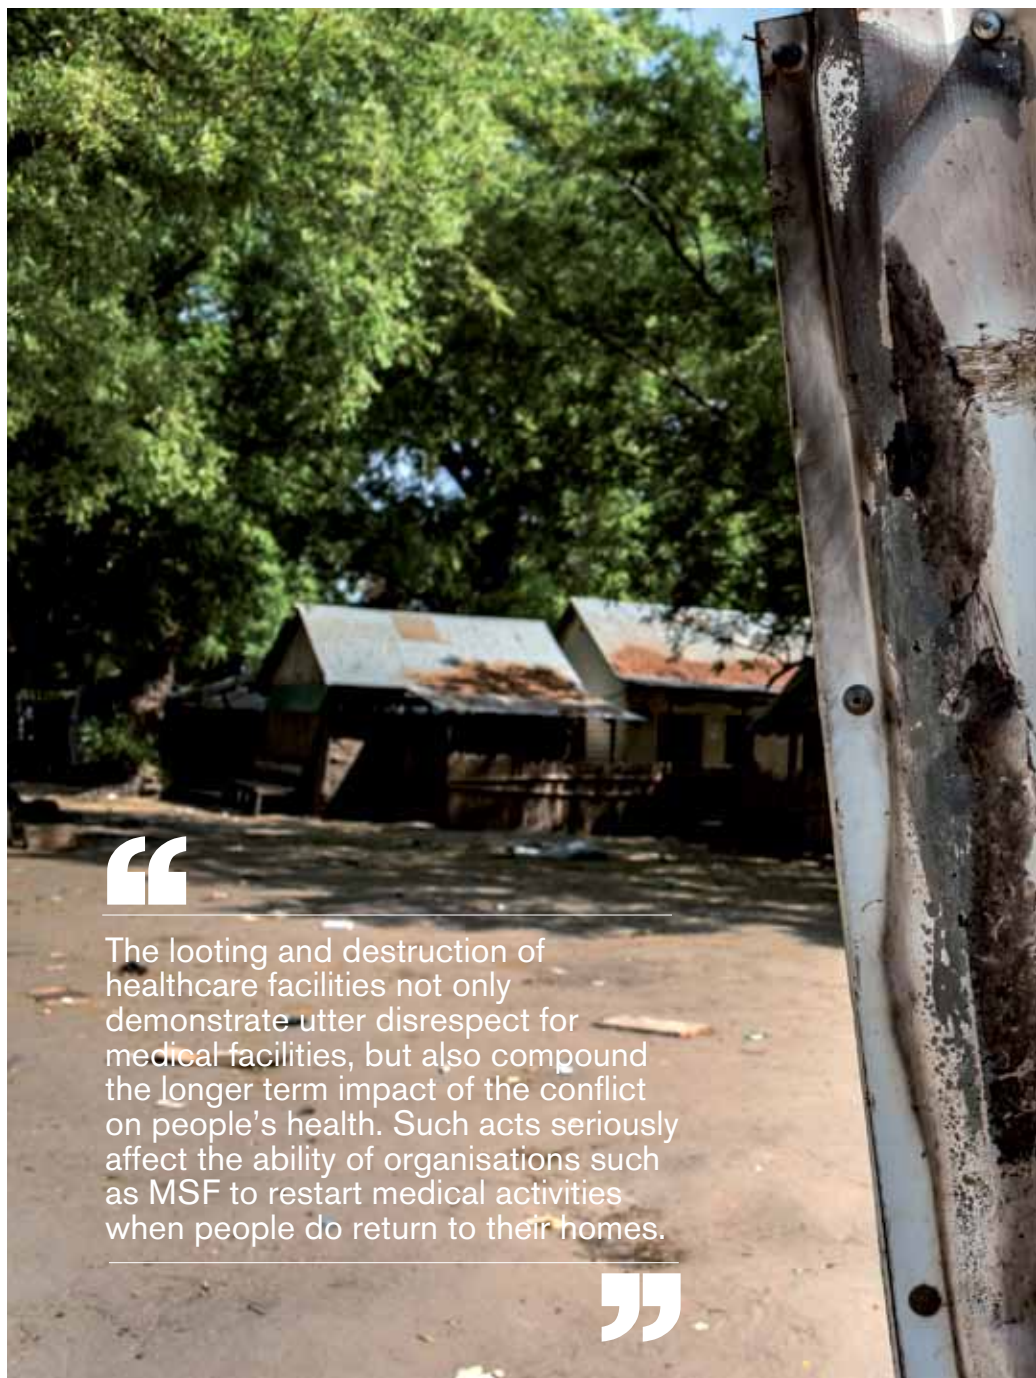 “
The looting and destruction of
healthcare facilities not only
demonstrate utter disrespect for
medical facilities, but also compound
the longer term impact of the conflict
on people’s health. Such acts seriously
affect the ability of organisations such
as MSF to restart medical activities
when people do return to their homes.
”